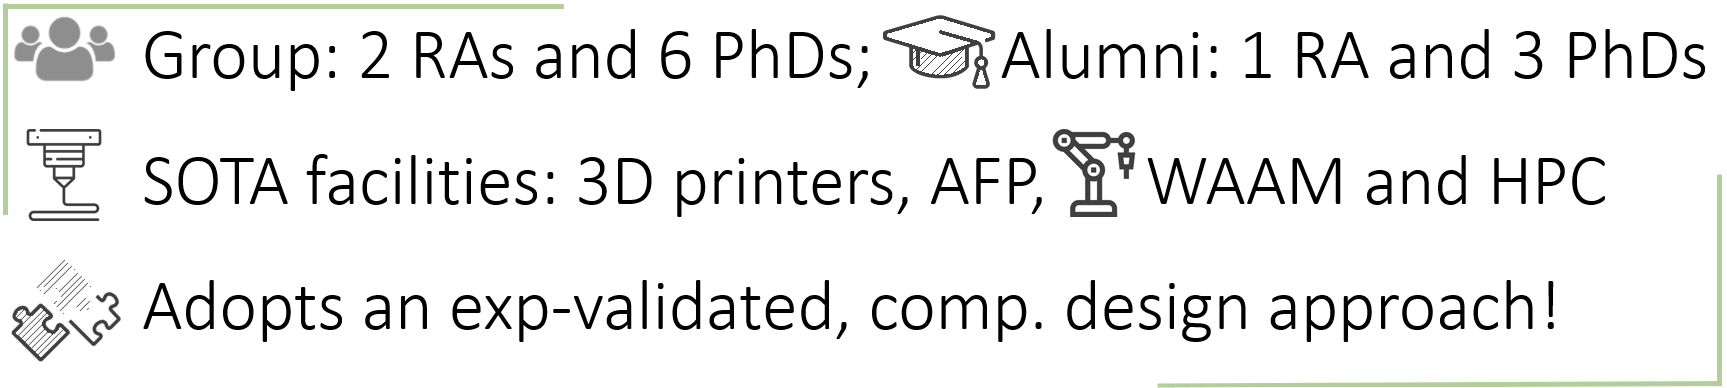 Group: 2 RAs and 6 PhDs; Alumni: 1 RA and 3 PhDs
SOTA facilities: 3D printers, AFP, WAAM and HPC
Adopts an exp-validated, comp. design approach!